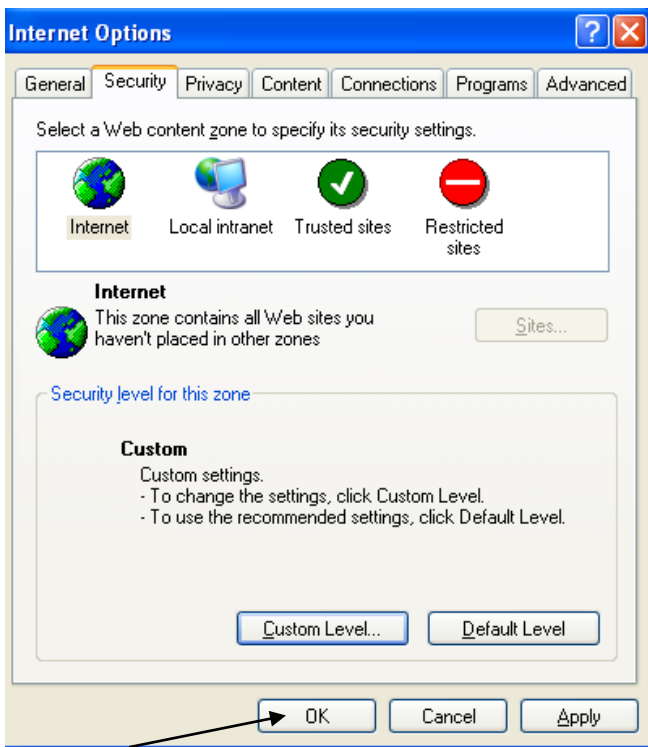 Internet Options
?
General Security Privacy Content Connections Programs Advanced
Select a Web content zone to specify its security settings.
Internet Local intranet Trusted sites Restricted
sites
Internet
This zone contains all Web sites you
haven't placed in other zones
Sites...
Security level for this zone
Custom
Custom settings.
- To change the settings, click Custom Level.
- To use the recommended settings, click Default Level.
Custom Level... Default Level
OK Cancel Apply